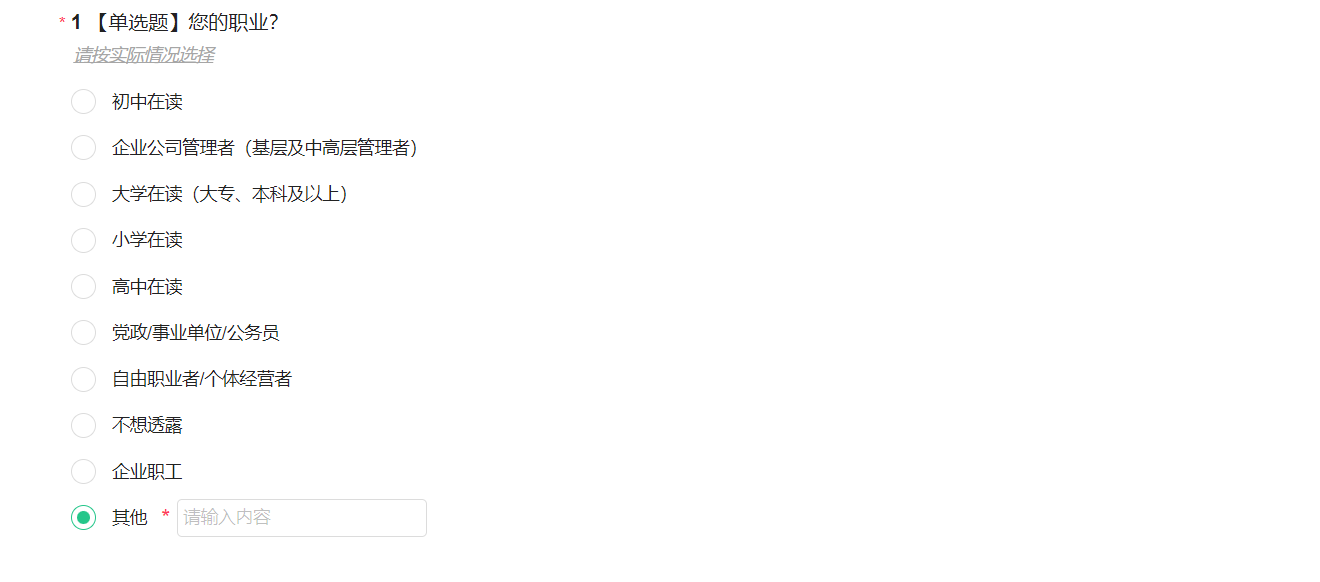 * 1 【单选题】您的职业?
请按实际情况选择
初中在读
企业公司管理者（基层及中高层管理者）
大学在读（大专、本科及以上）
小学在读
高中在读
党政/事业单位/公务员
自由职业者/个体经营者
不想透露
企业职工
其他 * 请输入内容